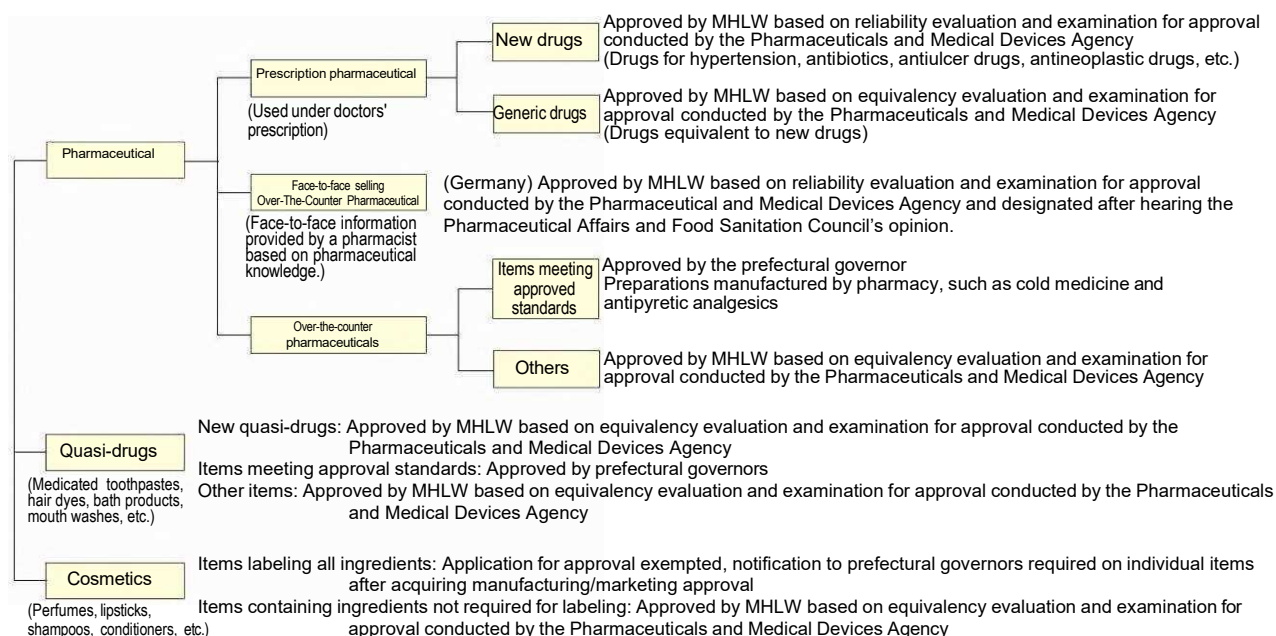 New drugs
Approved by MHLW based on reliability evaluation and examination for approval
conducted by the Pharmaceuticals and Medical Devices Agency
(Drugs for hypertension, antibiotics, antiulcer drugs, antineoplastic drugs, etc.)
Prescription pharmaceutical
(Used under doctors'
prescription)
Generic drugs
Approved by MHLW based on equivalency evaluation and examination for
approval conducted by the Pharmaceuticals and Medical Devices Agency
(Drugs equivalent to new drugs)
Pharmaceutical
Face-to-face selling
Over-The-Counter Pharmaceutical
(Face-to-face information
provided by a pharmacist
based on pharmaceutical
knowledge.)
(Germany) Approved by MHLW based on reliability evaluation and examination for approval
conducted by the Pharmaceutical and Medical Devices Agency and designated after hearing the
Pharmaceutical Affairs and Food Sanitation Council’s opinion.
Items meeting
approved
standards
Approved by the prefectural governor
Preparations manufactured by pharmacy, such as cold medicine and
antipyretic analgesics
Over-the-counter
pharmaceuticals
Others
Approved by MHLW based on equivalency evaluation and examination for
approval conducted by the Pharmaceuticals and Medical Devices Agency
Quasi-drugs
(Medicated toothpastes,
hair dyes, bath products,
mouth washes, etc.)
New quasi-drugs: Approved by MHLW based on equivalency evaluation and examination for approval conducted by the
Pharmaceuticals and Medical Devices Agency
Items meeting approval standards: Approved by prefectural governors
Other items: Approved by MHLW based on equivalency evaluation and examination for approval conducted by the Pharmaceuticals
and Medical Devices Agency
Cosmetics
(Perfumes, lipsticks,
shampoos, conditioners, etc.)
Items labeling all ingredients: Application for approval exempted, notification to prefectural governors required on individual items
after acquiring manufacturing/marketing approval
Items containing ingredients not required for labeling: Approved by MHLW based on equivalency evaluation and examination for
approval conducted by the Pharmaceuticals and Medical Devices Agency